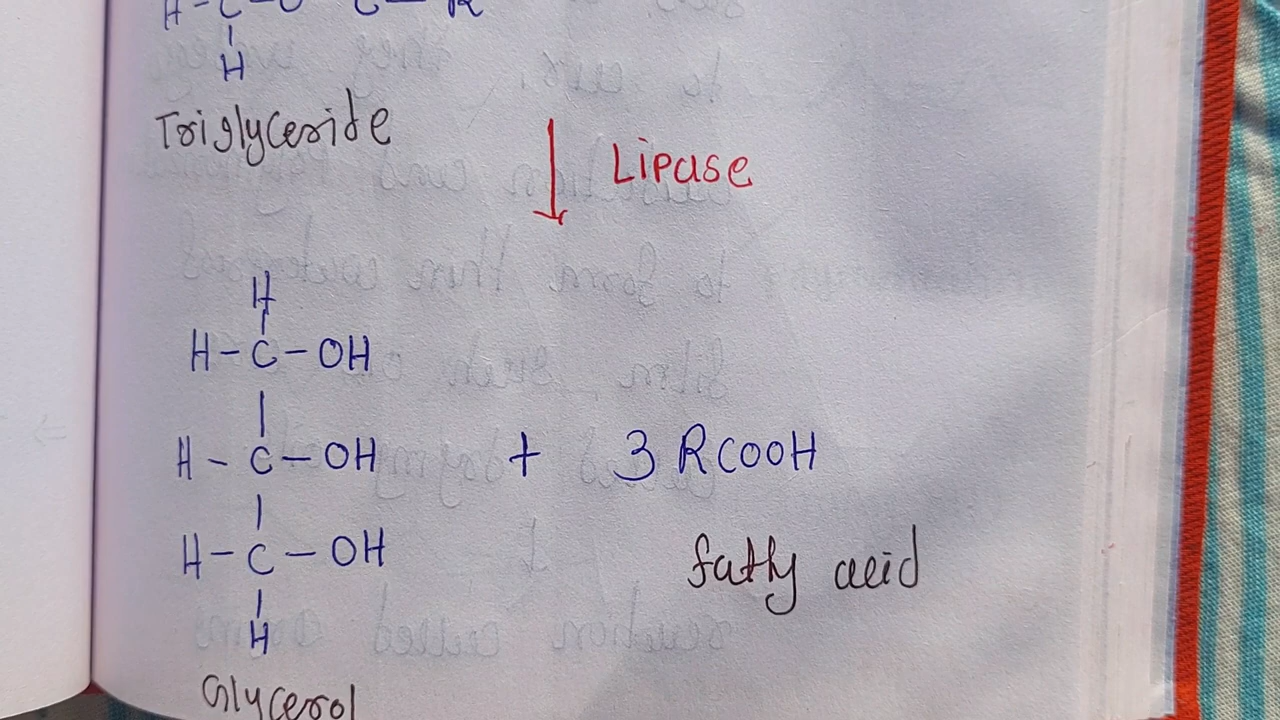 H-C-O-C-R
H
Triglyceride
Lipase
H
H-C-OH
H-C-OH + 3 RCOOH
H-C-OH
fatty acid
H
Glycerol